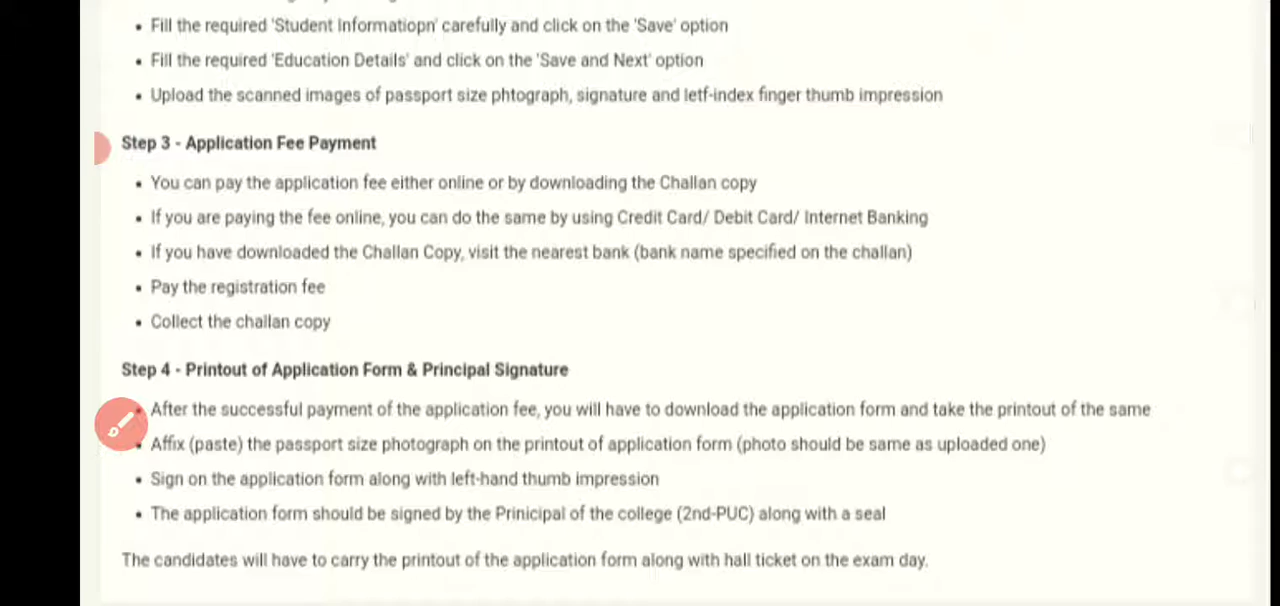 Fill the required 'Student Informatiopn' carefully and click on the 'Save' option
Fill the required 'Education Details' and click on the 'Save and Next' option
Upload the scanned images of passport size phtograph, signature and letf-index finger thumb impression
Step 3 - Application Fee Payment
You can pay the application fee either online or by downloading the Challan copy
If you are paying the fee online, you can do the same by using Credit Card/ Debit Card/ Internet Banking
If you have downloaded the Challan Copy, visit the nearest bank (bank name specified on the challan)
Pay the registration fee
Collect the challan copy
Step 4 - Printout of Application Form & Principal Signature
After the successful payment of the application fee, you will have to download the application form and take the printout of the same
Affix (paste) the passport size photograph on the printout of application form (photo should be same as uploaded one)
Sign on the application form along with left-hand thumb impression
The application form should be signed by the Prinicipal of the college (2nd-PUC) along with a seal
The candidates will have to carry the printout of the application form along with hall ticket on the exam day.